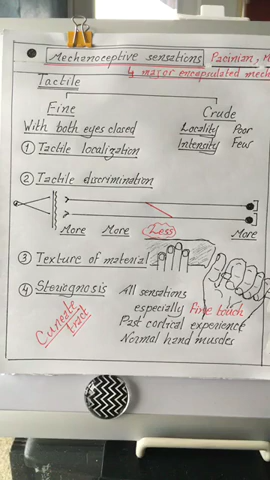 Mechanoceptive sensations Pacinian,
4 major encapsulated mech
Tactile
Fine Crude
With both eyes closed Locality Poor
① Tactile localization Intensity Few
② Tactile discrimination
More More Less More
③ Texture of material
④ Steriognosis All sensations
especially Fine touch
Cuneate tract Past cortical experience
Normal hand muscles